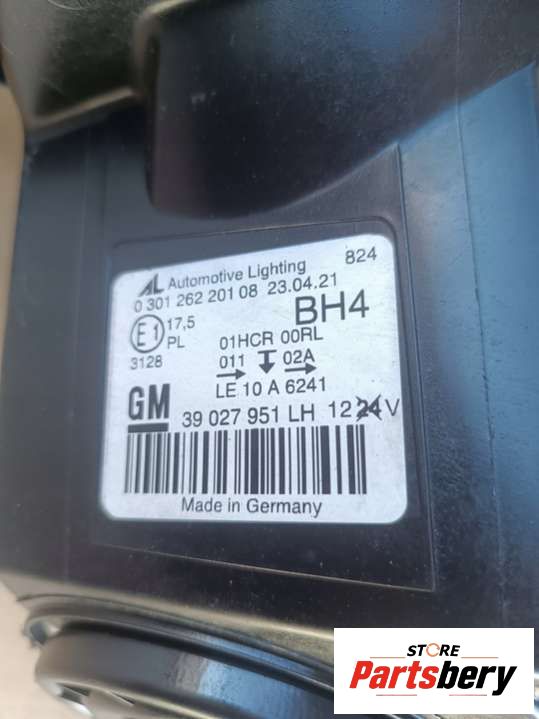 AL Automotive Lighting 824
0 301 262 201 08 23.04.21
BH4
E1 17,5
PL 01HCR 00RL
3128 011 02A
LE 10 A 6241
GM 39 027 951 LH 12 24 V
Made in Germany
STORE
Partsbery